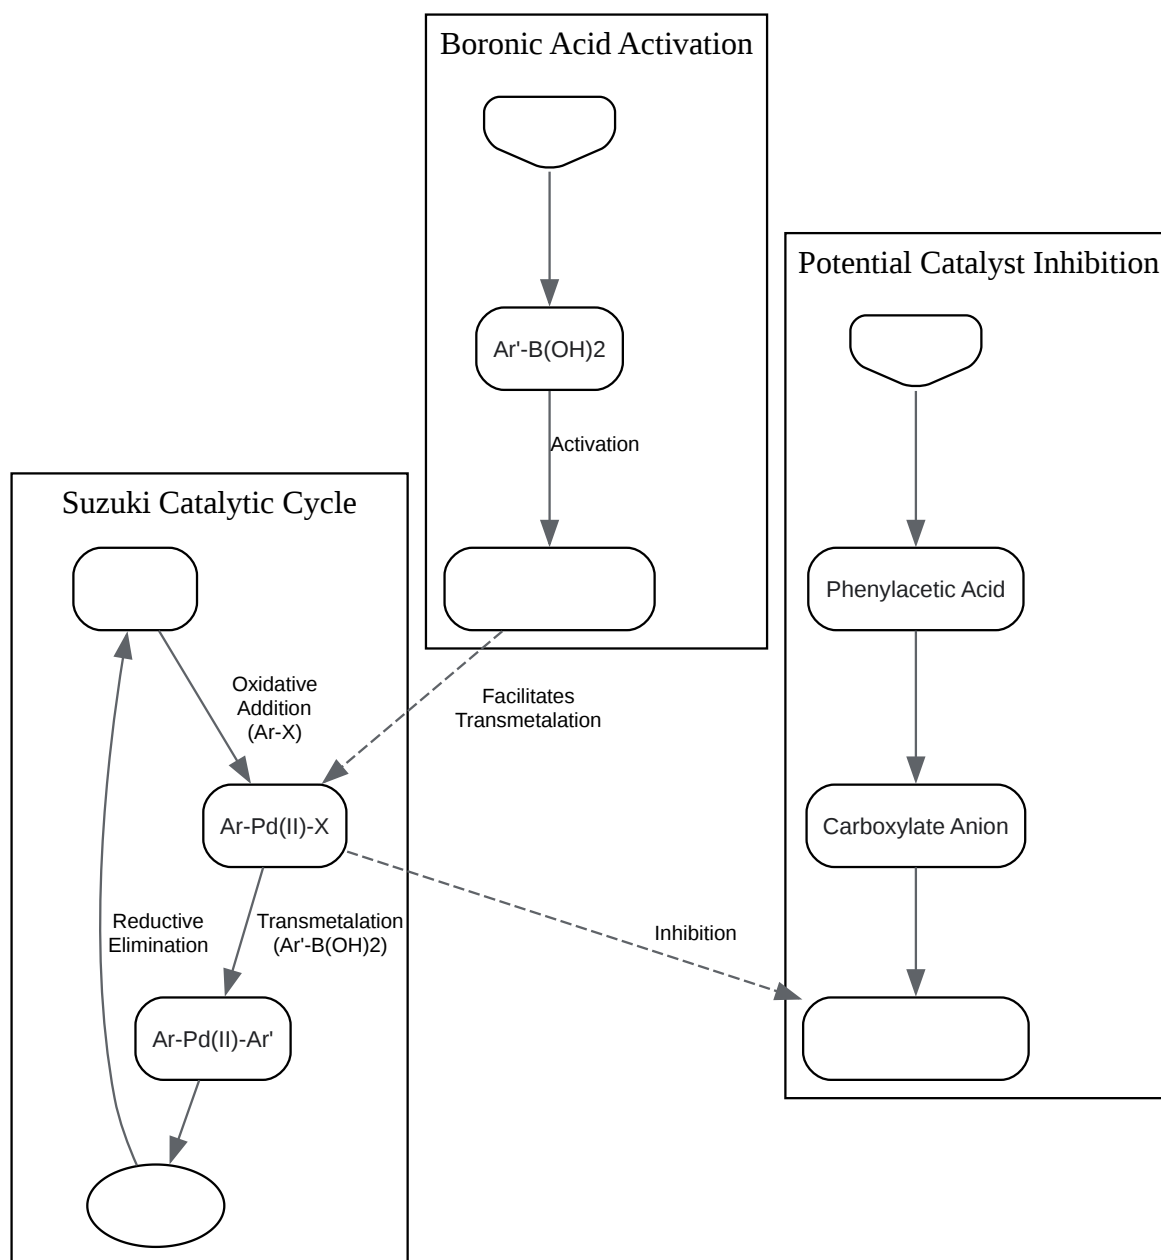 Boronic Acid Activation
Ar'-B(OH)2
Activation
Potential Catalyst Inhibition
Phenylacetic Acid
Carboxylate Anion
Suzuki Catalytic Cycle
Oxidative
Addition
(Ar-X)
Facilitates
Transmetalation
Ar-Pd(II)-X
Reductive
Elimination
Transmetalation
(Ar'-B(OH)2)
Inhibition
Ar-Pd(II)-Ar'